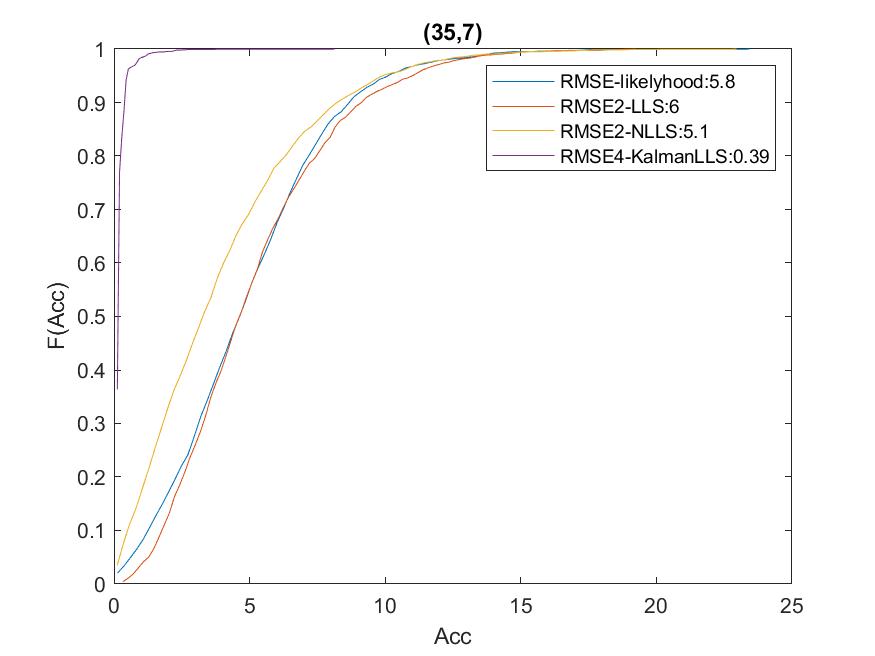 (35,7)
1
0.9
0.8
0.7
0.6
0.5
0.4
0.3
0.2
0.1
0
F(Acc)
RMSE-likelyhood:5.8
RMSE2-LLS:6
RMSE2-NLLS:5.1
RMSE4-KalmanLLS:0.39
0 5 10 15 20 25
Acc